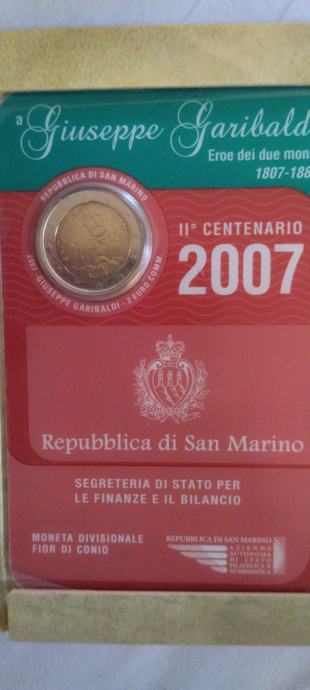 a Giuseppe Garibald
Eroe dei due mon
1807-188
REPUBBLICA DI SAN MARINO
2007 · GIUSEPPE GARIBALDI - 2 EURO COMM.
II° CENTENARIO
2007
Repubblica di San Marino
SEGRETERIA DI STATO PER
LE FINANZE E IL BILANCIO
MONETA DIVISIONALE
FIOR DI CONIO
REPUBBLICA DI SAN MARINO
AZIENDA
AUTONOMA
DI STATO
FILATELICA E
NUMISMATICA